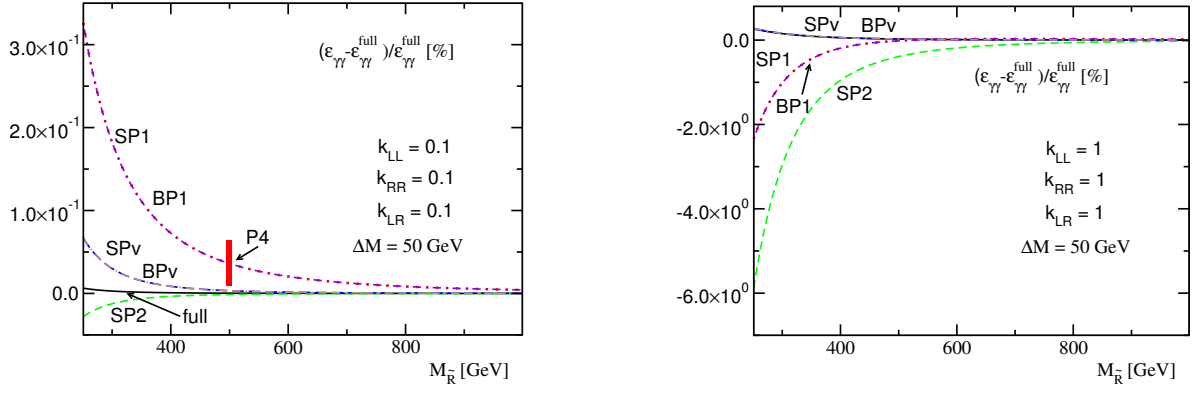 3.0×10⁻¹
2.0×10⁻¹
1.0×10⁻¹
0.0
(ε_γγ-ε_γγ^full)/ε_γγ^full [%]
SP1
k_LL = 0.1
k_RR = 0.1
BP1
k_LR = 0.1
P4
ΔM = 50 GeV
SPv
BPv
SP2
full
400
600
800
M_R̃ [GeV]
0.0
-2.0×10⁰
-4.0×10⁰
-6.0×10⁰
SPv
BPv
SP1
BP1
SP2
(ε_γγ-ε_γγ^full)/ε_γγ^full [%]
k_LL = 1
k_RR = 1
k_LR = 1
ΔM = 50 GeV
400
600
800
M_R̃ [GeV]